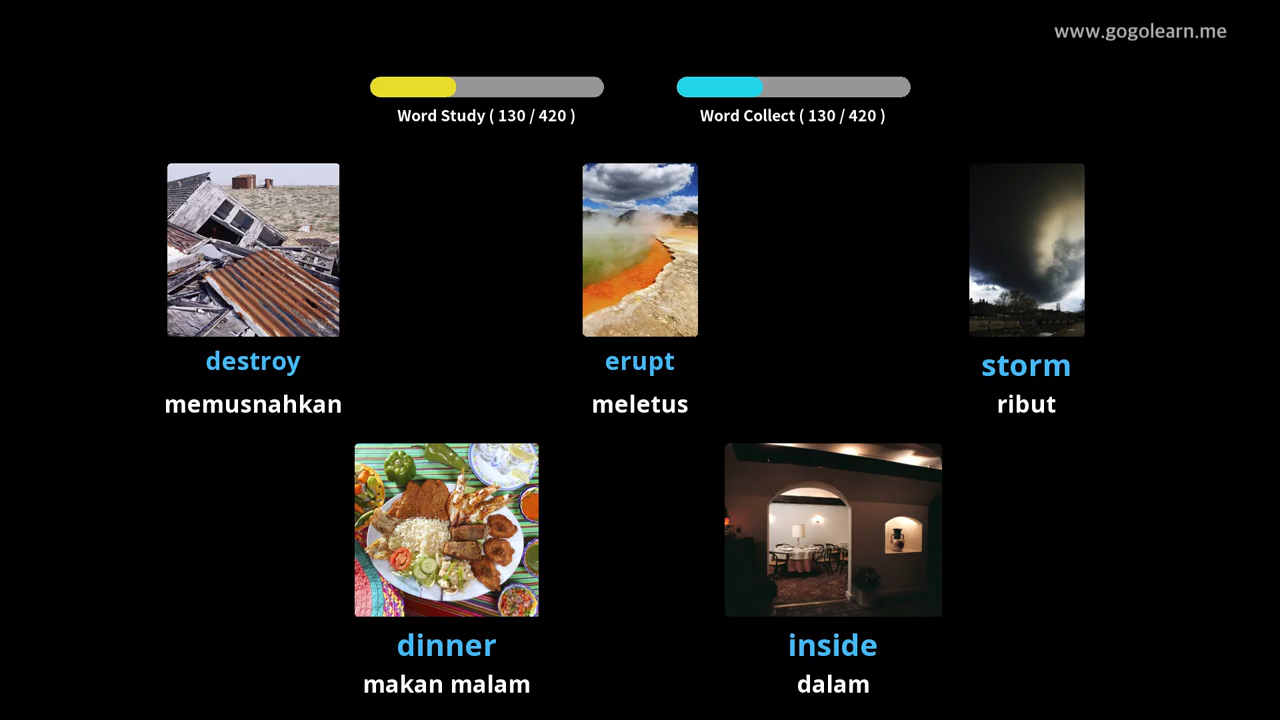 www.gogolearn.me
Word Study ( 130 / 420 )
Word Collect ( 130 / 420 )
destroy
memusnahkan
erupt
meletus
storm
ribut
dinner
makan malam
inside
dalam